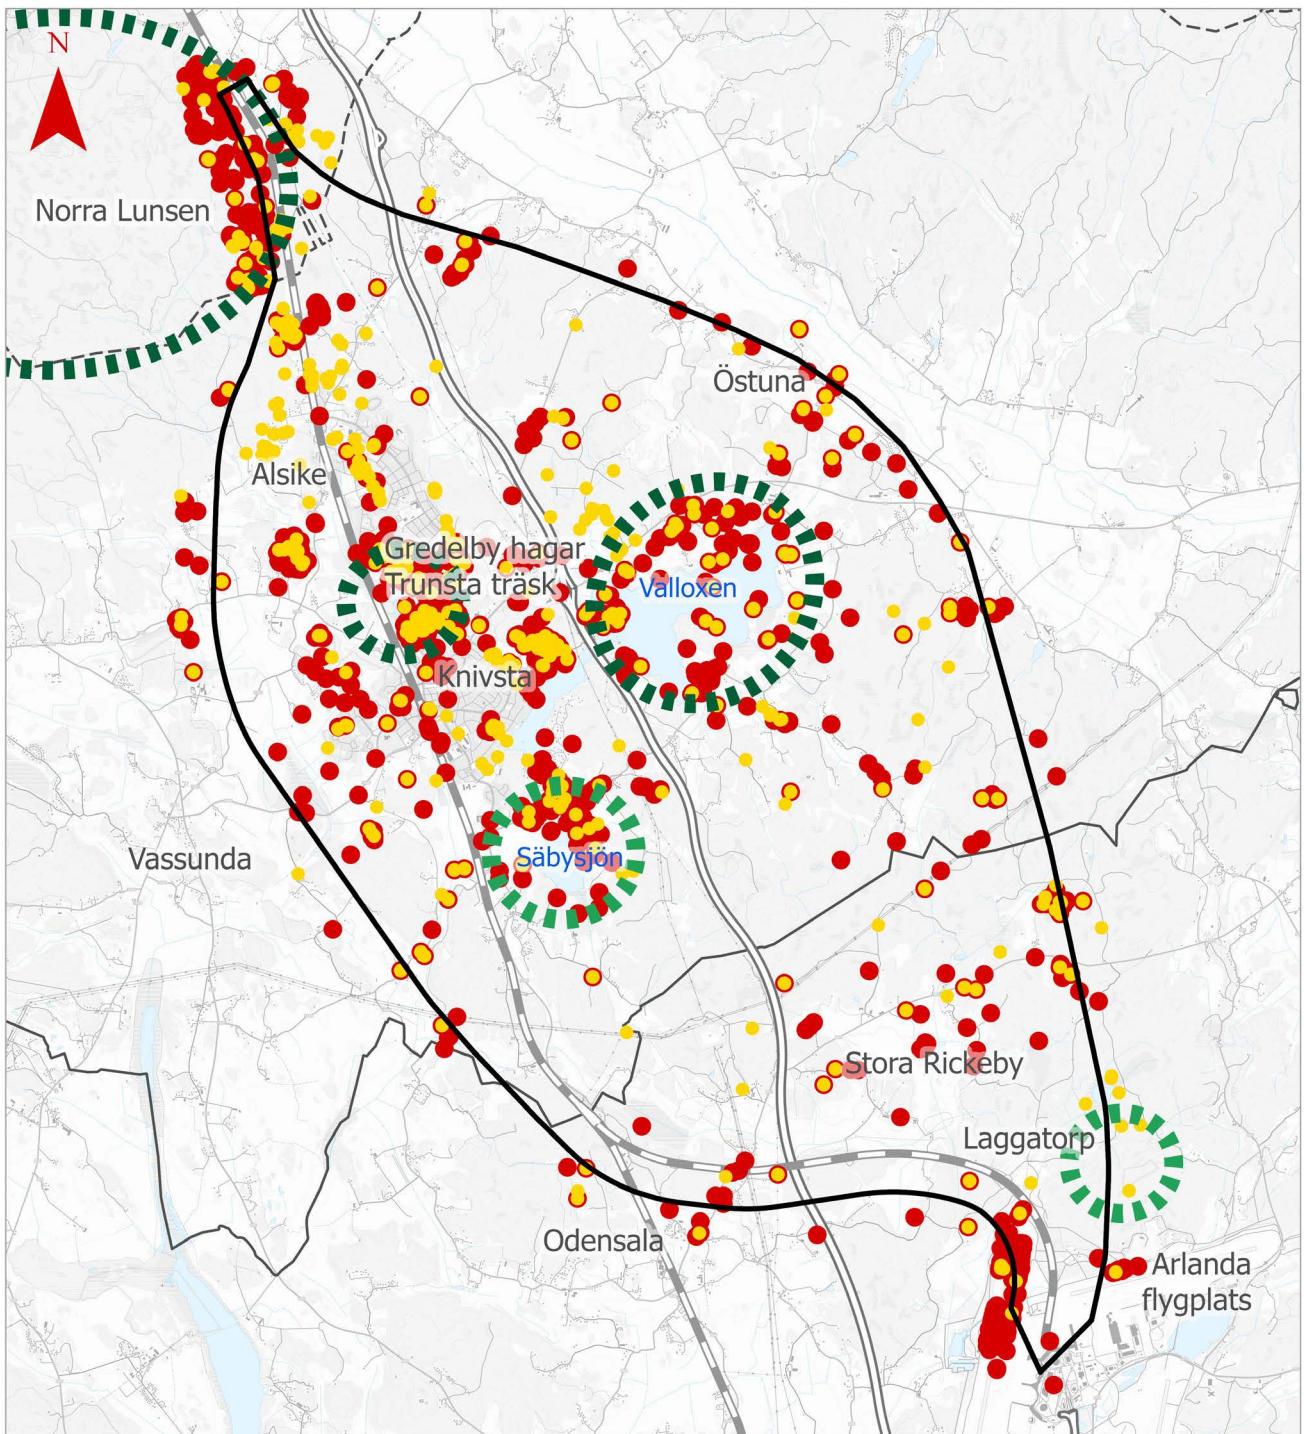 N
Norra Lunsen
Östuna
Alsike
Gredelby hagar
Trunsta träsk
Valloxen
Knivsta
Vassunda
Säbysjön
Stora Rickeby
Laggatorp
Odensala
Arlanda
flygplats